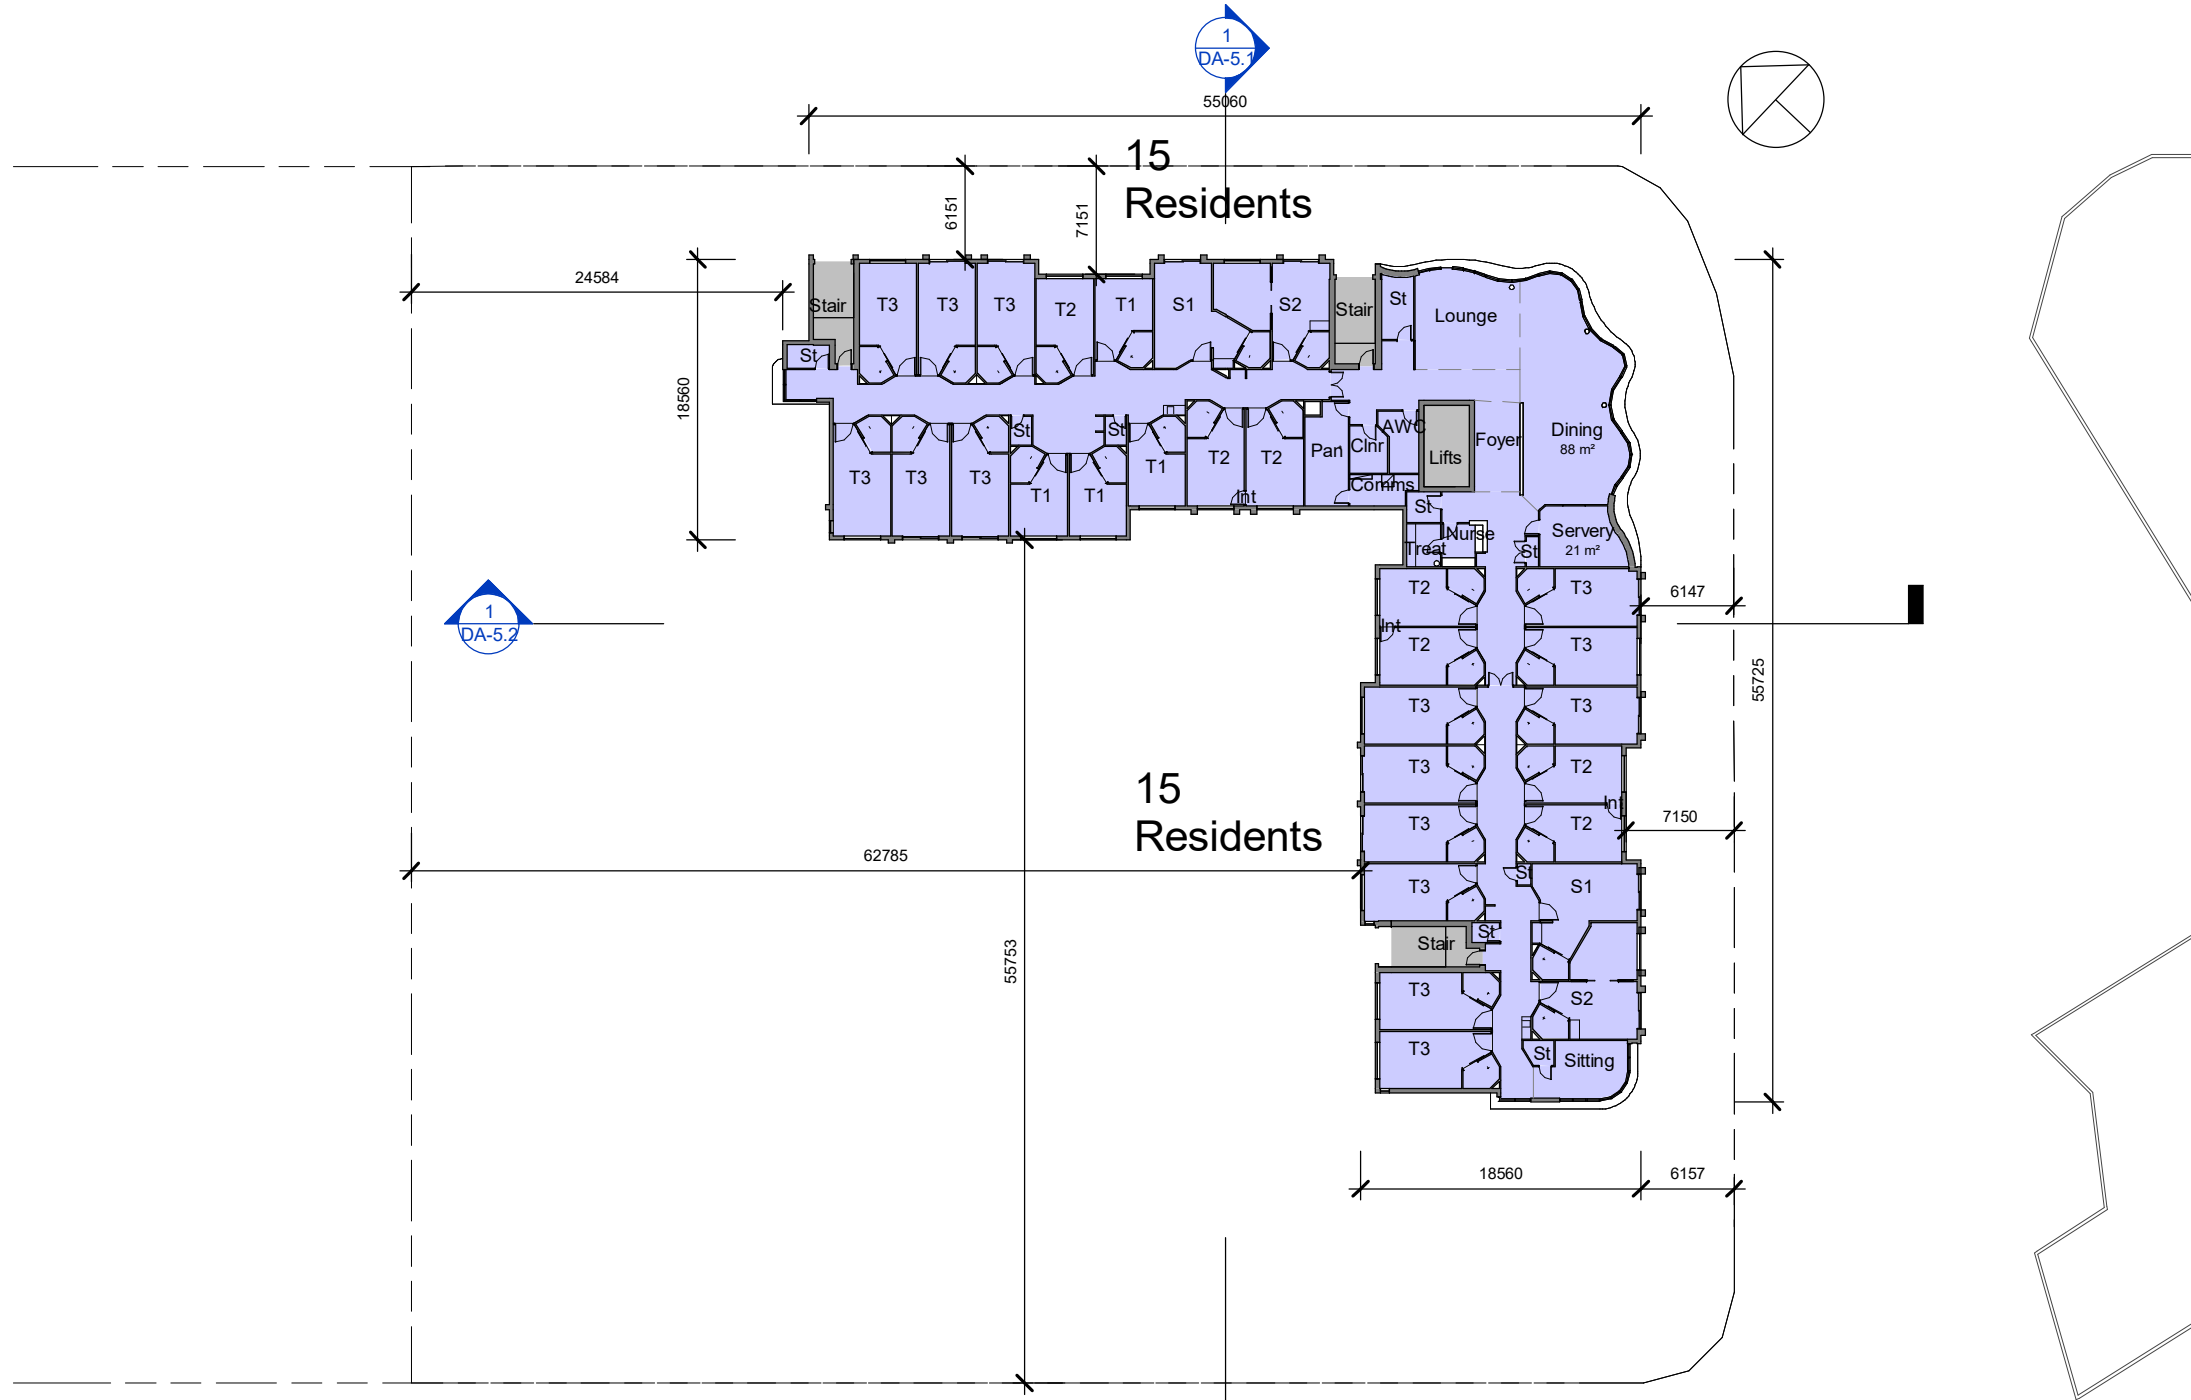 1
DA-5.1
55060
15
Residents
6151
7151
24584
18560
Stair
T3
T3
T3
T2
T1
S1
S2
Stair
St
Lounge
St
T3
T3
T3
St
T1
T1
St
T1
T2
T2
Int
Pan
Clnr
AWC
Comms
Lifts
Foyer
Dining
88 m²
St
Nurse
Treat
St
Servery
21 m²
1
DA-5.2
T2
T3
6147
Int
T2
T3
55725
T3
T3
T3
T2
Int
15
Residents
T3
T2
7150
62785
T3
St
S1
55753
Stair
St
T3
S2
T3
St
Sitting
18560
6157